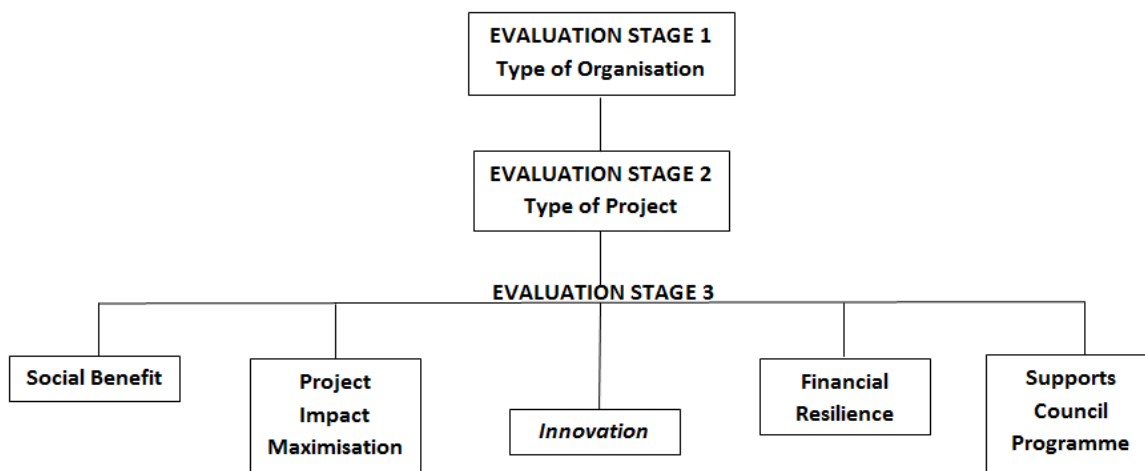 EVALUATION STAGE 1
Type of Organisation
EVALUATION STAGE 2
Type of Project
EVALUATION STAGE 3
Social Benefit
Project
Impact
Maximisation
Innovation
Financial
Resilience
Supports
Council
Programme